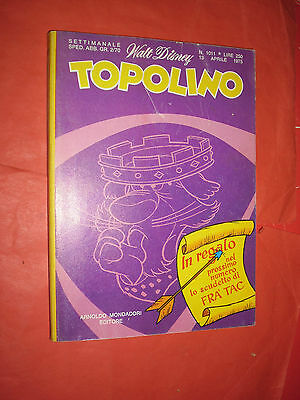 SETTIMANALE
SPED. ABB. GR. 2/70
Walt Disney
N. 1011 * LIRE 250
13 APRILE 1975
TOPOLINO
In regalo
nel
prossimo
numero
lo scudetto di
FRA TAC
ARNOLDO MONDADORI
EDITORE